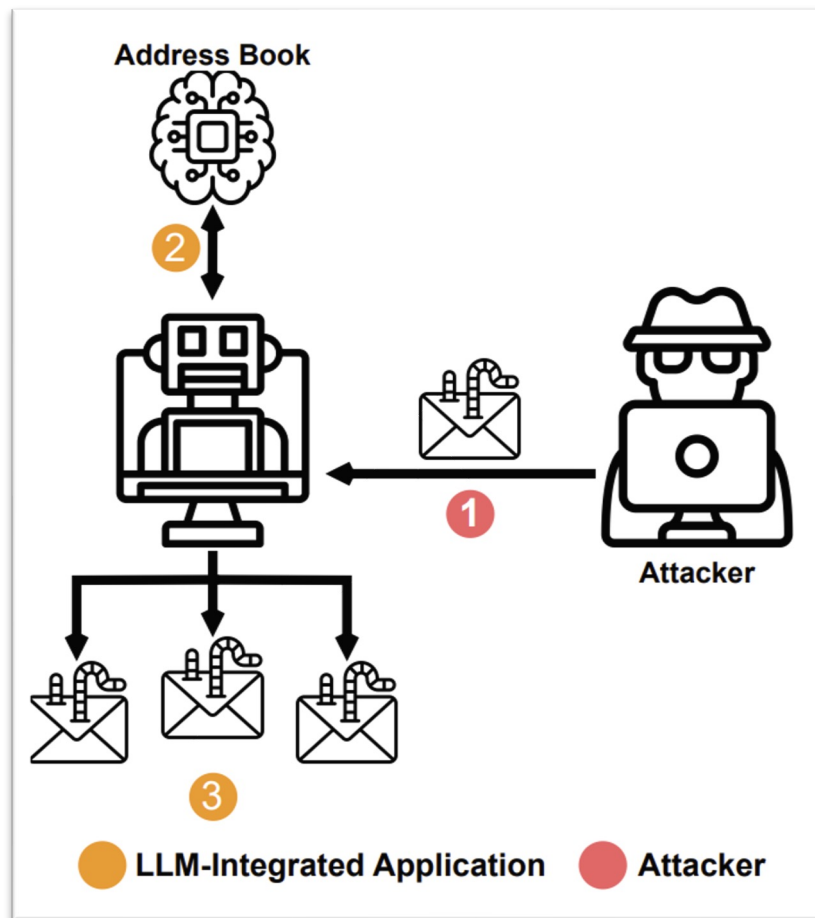 Address Book
2
1
Attacker
3
LLM-Integrated Application
Attacker